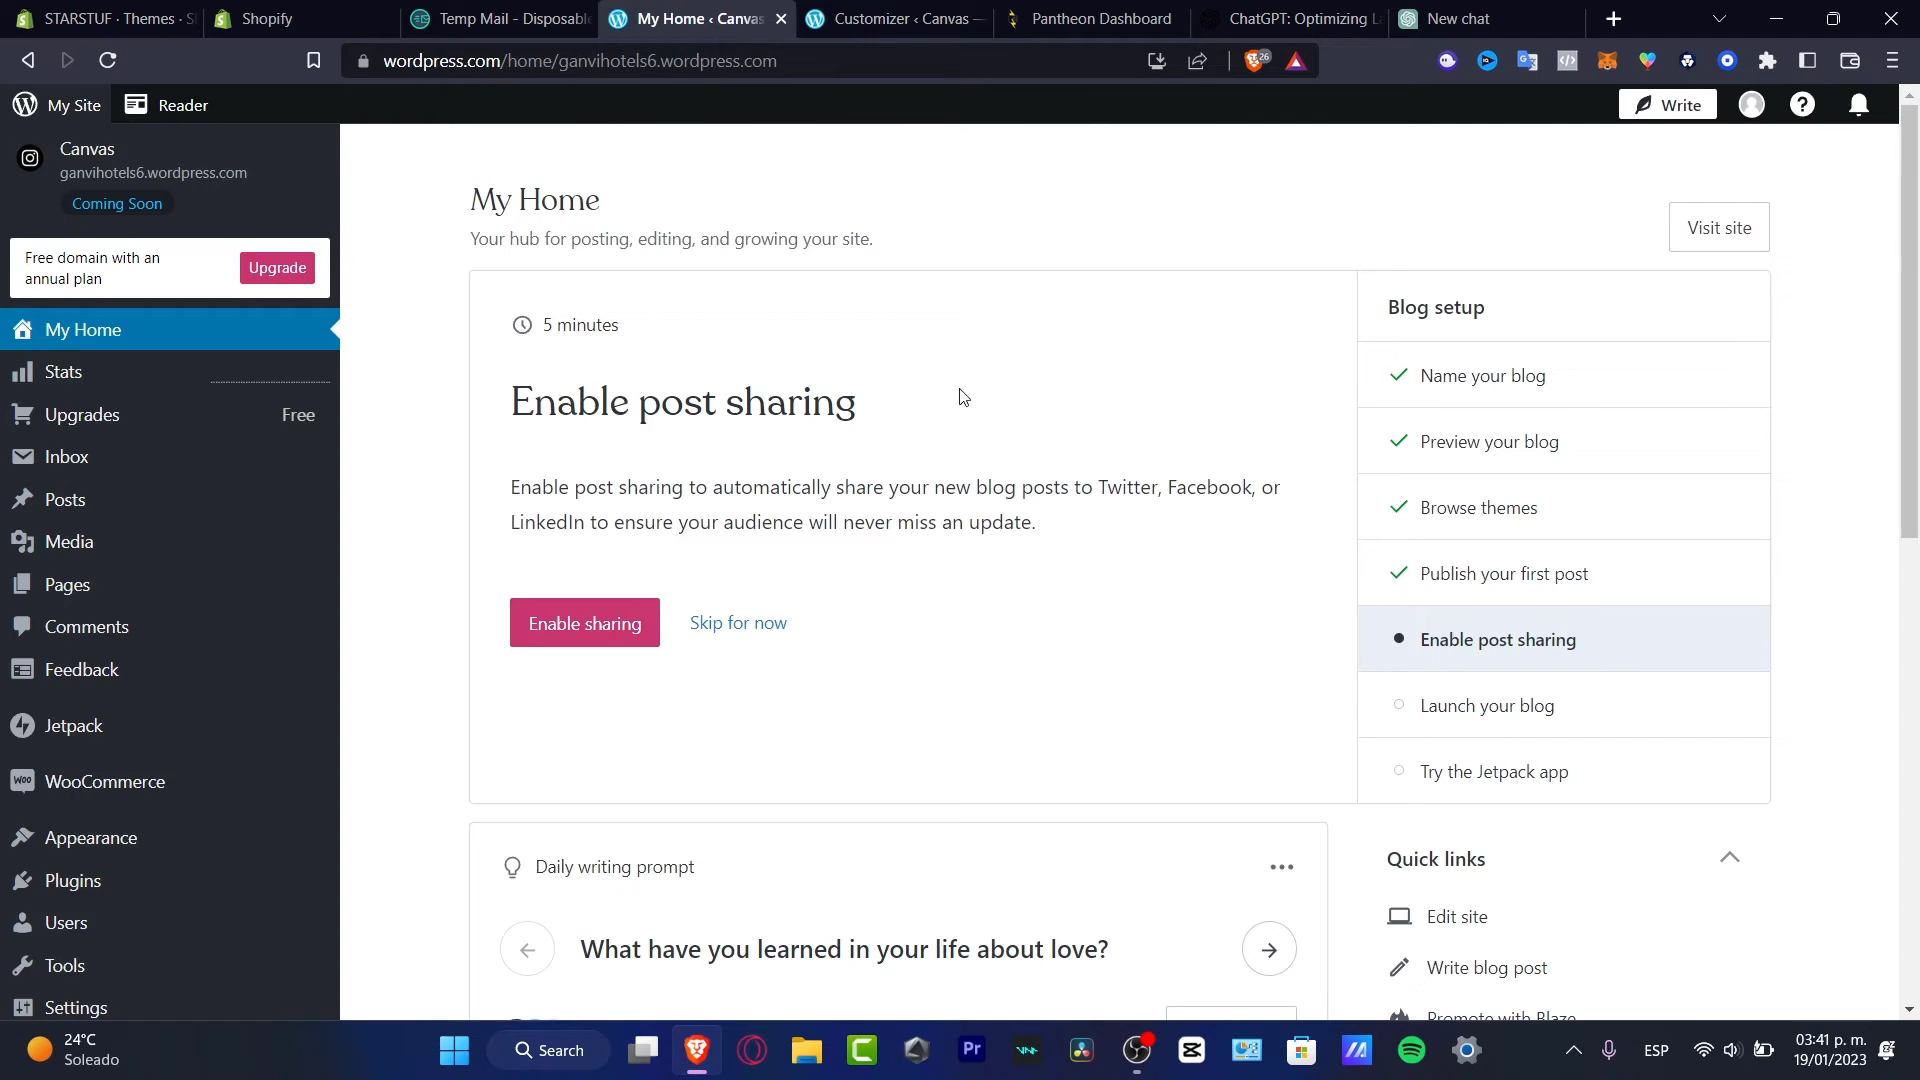 STARSTUF · Themes · S
Shopify
Temp Mail - Disposable
My Home ‹ Canvas
Customizer ‹ Canvas —
Pantheon Dashboard
ChatGPT: Optimizing L
New chat
wordpress.com/home/ganvihotels6.wordpress.com
26
My Site
Reader
Write
Canvas
ganvihotels6.wordpress.com
Coming Soon
Free domain with an
annual plan
Upgrade
My Home
Stats
Upgrades
Free
Inbox
Posts
Media
Pages
Comments
Feedback
Jetpack
WooCommerce
Appearance
Plugins
Users
Tools
Settings
My Home
Your hub for posting, editing, and growing your site.
Visit site
5 minutes
Enable post sharing
Enable post sharing to automatically share your new blog posts to Twitter, Facebook, or
LinkedIn to ensure your audience will never miss an update.
Enable sharing
Skip for now
Blog setup
Name your blog
Preview your blog
Browse themes
Publish your first post
Enable post sharing
Launch your blog
Try the Jetpack app
Daily writing prompt
What have you learned in your life about love?
Quick links
Edit site
Write blog post
Promote with Blaze
24°C
Soleado
Search
Pr
ESP
03:41 p. m.
19/01/2023